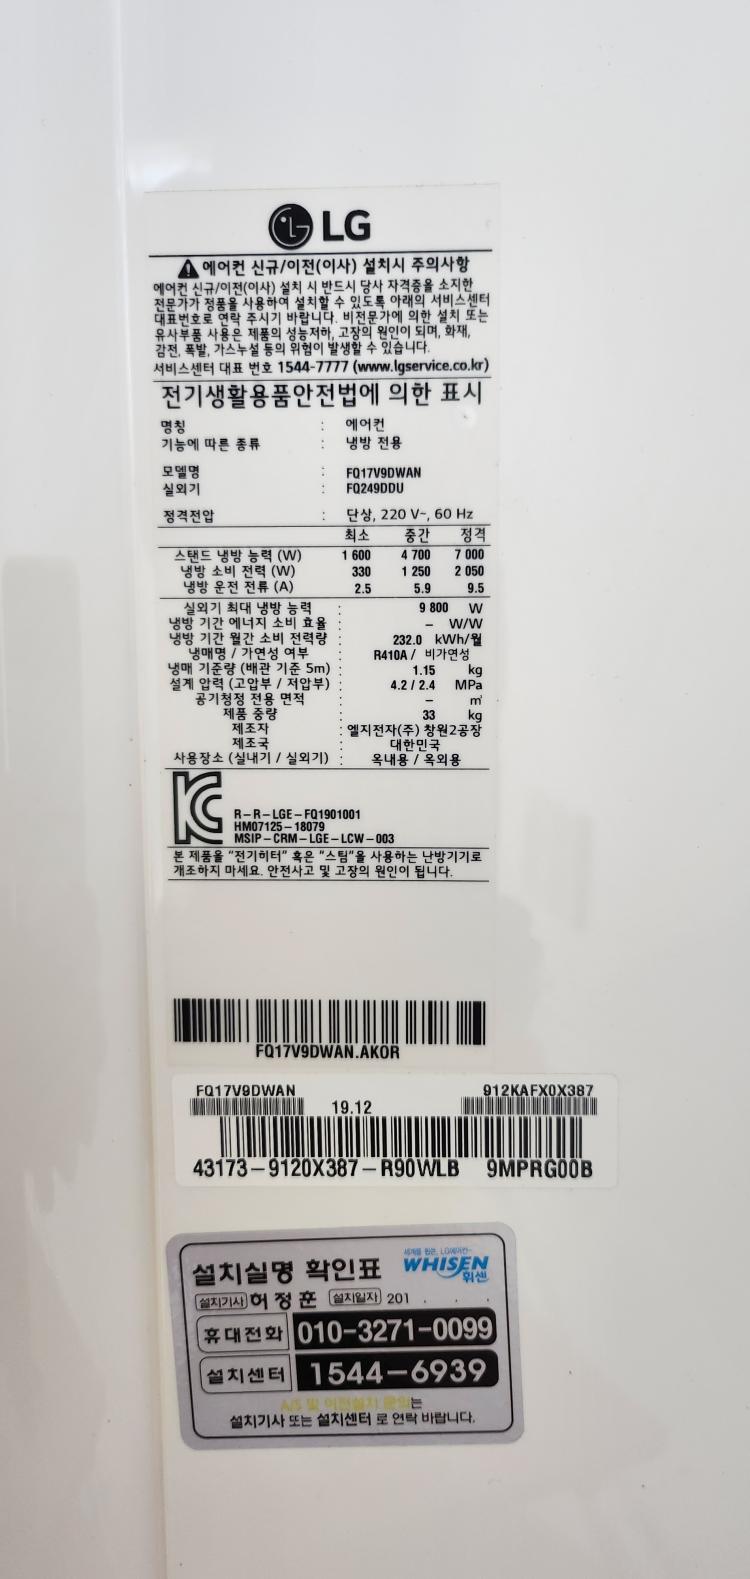 LG
에어컨 신규/이전(이사) 설치시 주의사항
에어컨 신규/이전(이사) 설치 시 반드시 당사 자격증을 소지한
전문가가 정품을 사용하여 설치할 수 있도록 아래의 서비스센터
대표번호로 연락 주시기 바랍니다. 비전문가에 의한 설치 또는
유사부품 사용은 제품의 성능저하, 고장의 원인이 되며, 화재,
감전, 폭발, 가스누설 등의 위험이 발생할 수 있습니다.
서비스센터 대표 번호 1544-7777 (www.lgservice.co.kr)
전기생활용품안전법에 의한 표시
명칭 : 에어컨
기능에 따른 종류 : 냉방 전용
모델명 : FQ17V9DWAN
실외기 : FQ249DDU
정격전압 : 단상, 220 V~, 60 Hz
최소 중간 정격
스탠드 냉방 능력 (W) 1 600 4 700 7 000
냉방 소비 전력 (W) 330 1 250 2 050
냉방 운전 전류 (A) 2.5 5.9 9.5
실외기 최대 냉방 능력 : 9 800 W
냉방 기간 에너지 소비 효율 : – W/W
냉방 기간 월간 소비 전력량 : 232.0 kWh/월
냉매명 / 가연성 여부 : R410A / 비가연성
냉매 기준량 (배관 기준 5m) : 1.15 kg
설계 압력 (고압부 / 저압부) : 4.2 / 2.4 MPa
공기청정 전용 면적 : – ㎡
제품 중량 : 33 kg
제조자 : 엘지전자(주) 창원2공장
제조국 : 대한민국
사용장소 (실내기 / 실외기) : 옥내용 / 옥외용
R-R-LGE-FQ1901001
HM07125-18079
MSIP-CRM-LGE-LCW-003
본 제품을 "전기히터" 혹은 "스팀"을 사용하는 난방기기로
개조하지 마세요. 안전사고 및 고장의 원인이 됩니다.
FQ17V9DWAN.AKOR
FQ17V9DWAN 912KAFX0X387
19.12
43173-9120X387-R90WLB 9MPRG00B
세계를 원은, LG에어컨
설치실명 확인표 WHISEN
휘센
설치기사 허정훈 설치일자 201 . . .
휴대전화 010-3271-0099
설치센터 1544-6939
A/S 및 이전설치 문의는
설치기사 또는 설치센터 로 연락 바랍니다.